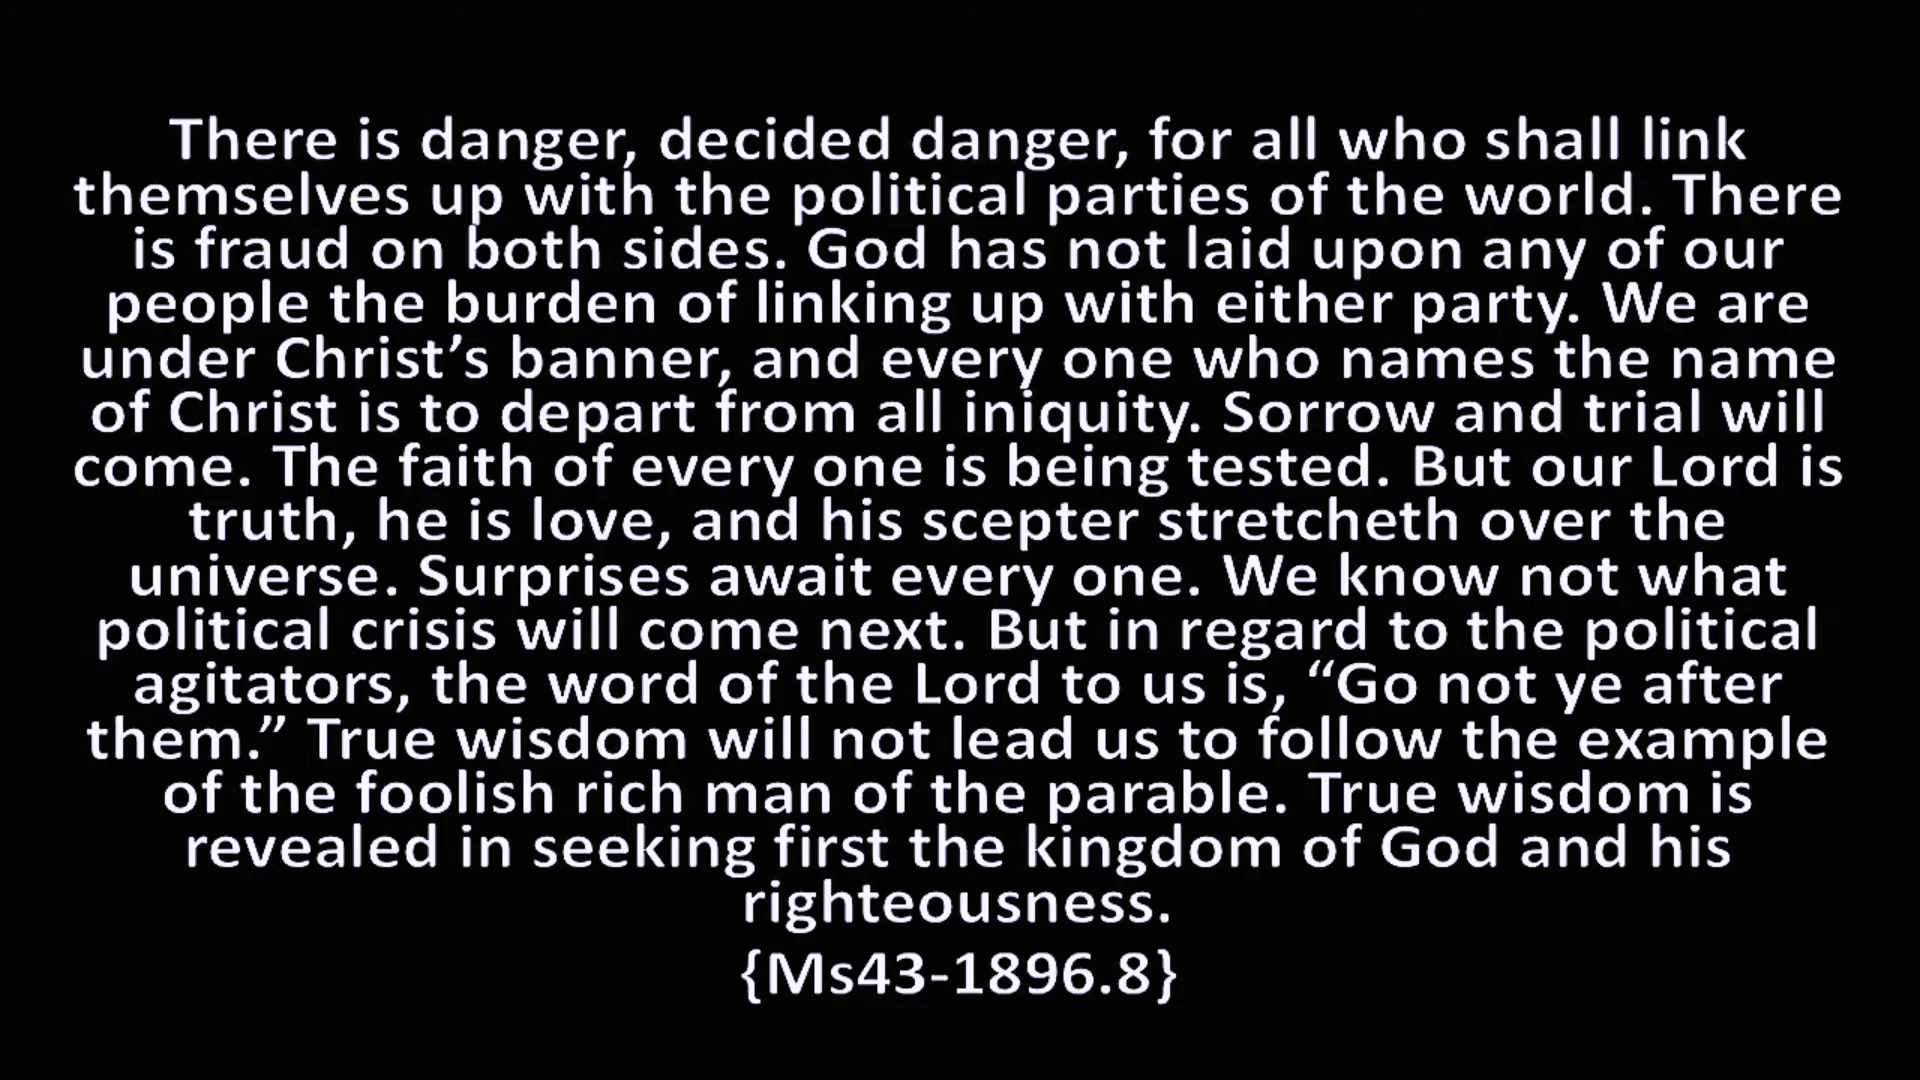 There is danger, decided danger, for all who shall link
themselves up with the political parties of the world. There
is fraud on both sides. God has not laid upon any of our
people the burden of linking up with either party. We are
under Christ’s banner, and every one who names the name
of Christ is to depart from all iniquity. Sorrow and trial will
come. The faith of every one is being tested. But our Lord is
truth, he is love, and his scepter stretcheth over the
universe. Surprises await every one. We know not what
political crisis will come next. But in regard to the political
agitators, the word of the Lord to us is, “Go not ye after
them.” True wisdom will not lead us to follow the example
of the foolish rich man of the parable. True wisdom is
revealed in seeking first the kingdom of God and his
righteousness.
{Ms43-1896.8}